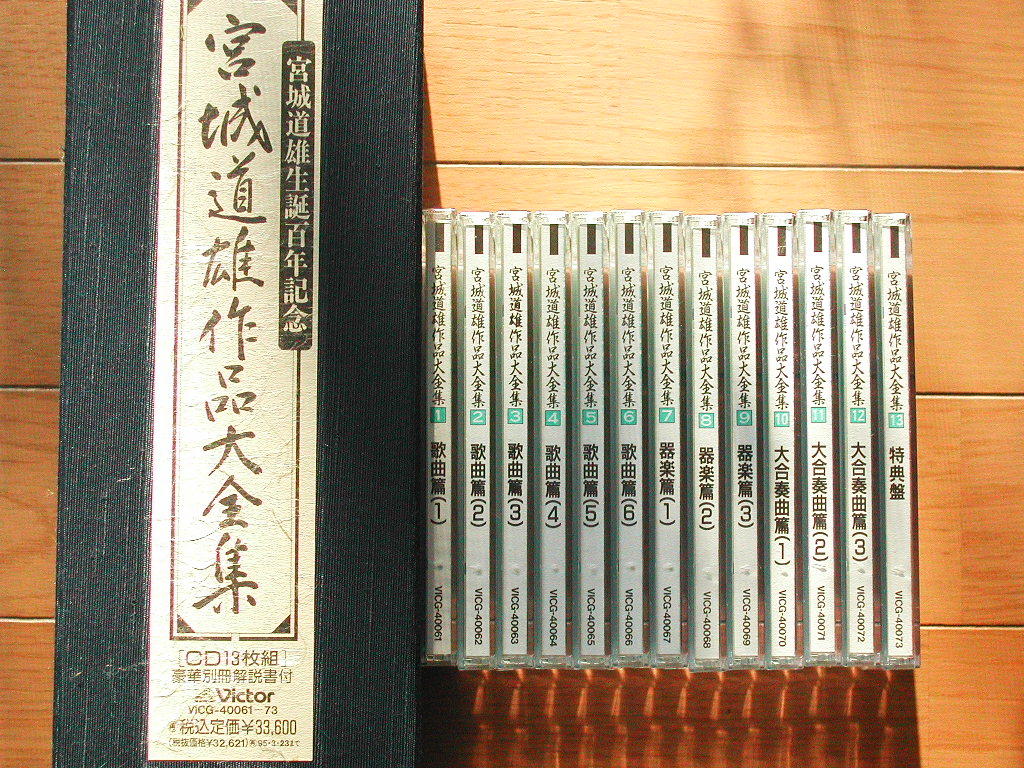 宮城道雄生誕百年記念
宮城道雄作品大全集
[CD13枚組]
豪華別冊解説書付
Victor
VICG-40061-73
税込定価¥33,600
(税抜価格¥32,621) 95・3・23まで
宮城道雄作品大全集 1 歌曲篇(1) VICG-40061
宮城道雄作品大全集 2 歌曲篇(2) VICG-40062
宮城道雄作品大全集 3 歌曲篇(3) VICG-40063
宮城道雄作品大全集 4 歌曲篇(4) VICG-40064
宮城道雄作品大全集 5 歌曲篇(5) VICG-40065
宮城道雄作品大全集 6 歌曲篇(6) VICG-40066
宮城道雄作品大全集 7 器楽篇(1) VICG-40067
宮城道雄作品大全集 8 器楽篇(2) VICG-40068
宮城道雄作品大全集 9 器楽篇(3) VICG-40069
宮城道雄作品大全集 10 大合奏曲篇(1) VICG-40070
宮城道雄作品大全集 11 大合奏曲篇(2) VICG-40071
宮城道雄作品大全集 12 大合奏曲篇(3) VICG-40072
宮城道雄作品大全集 13 特典盤 VICG-40073